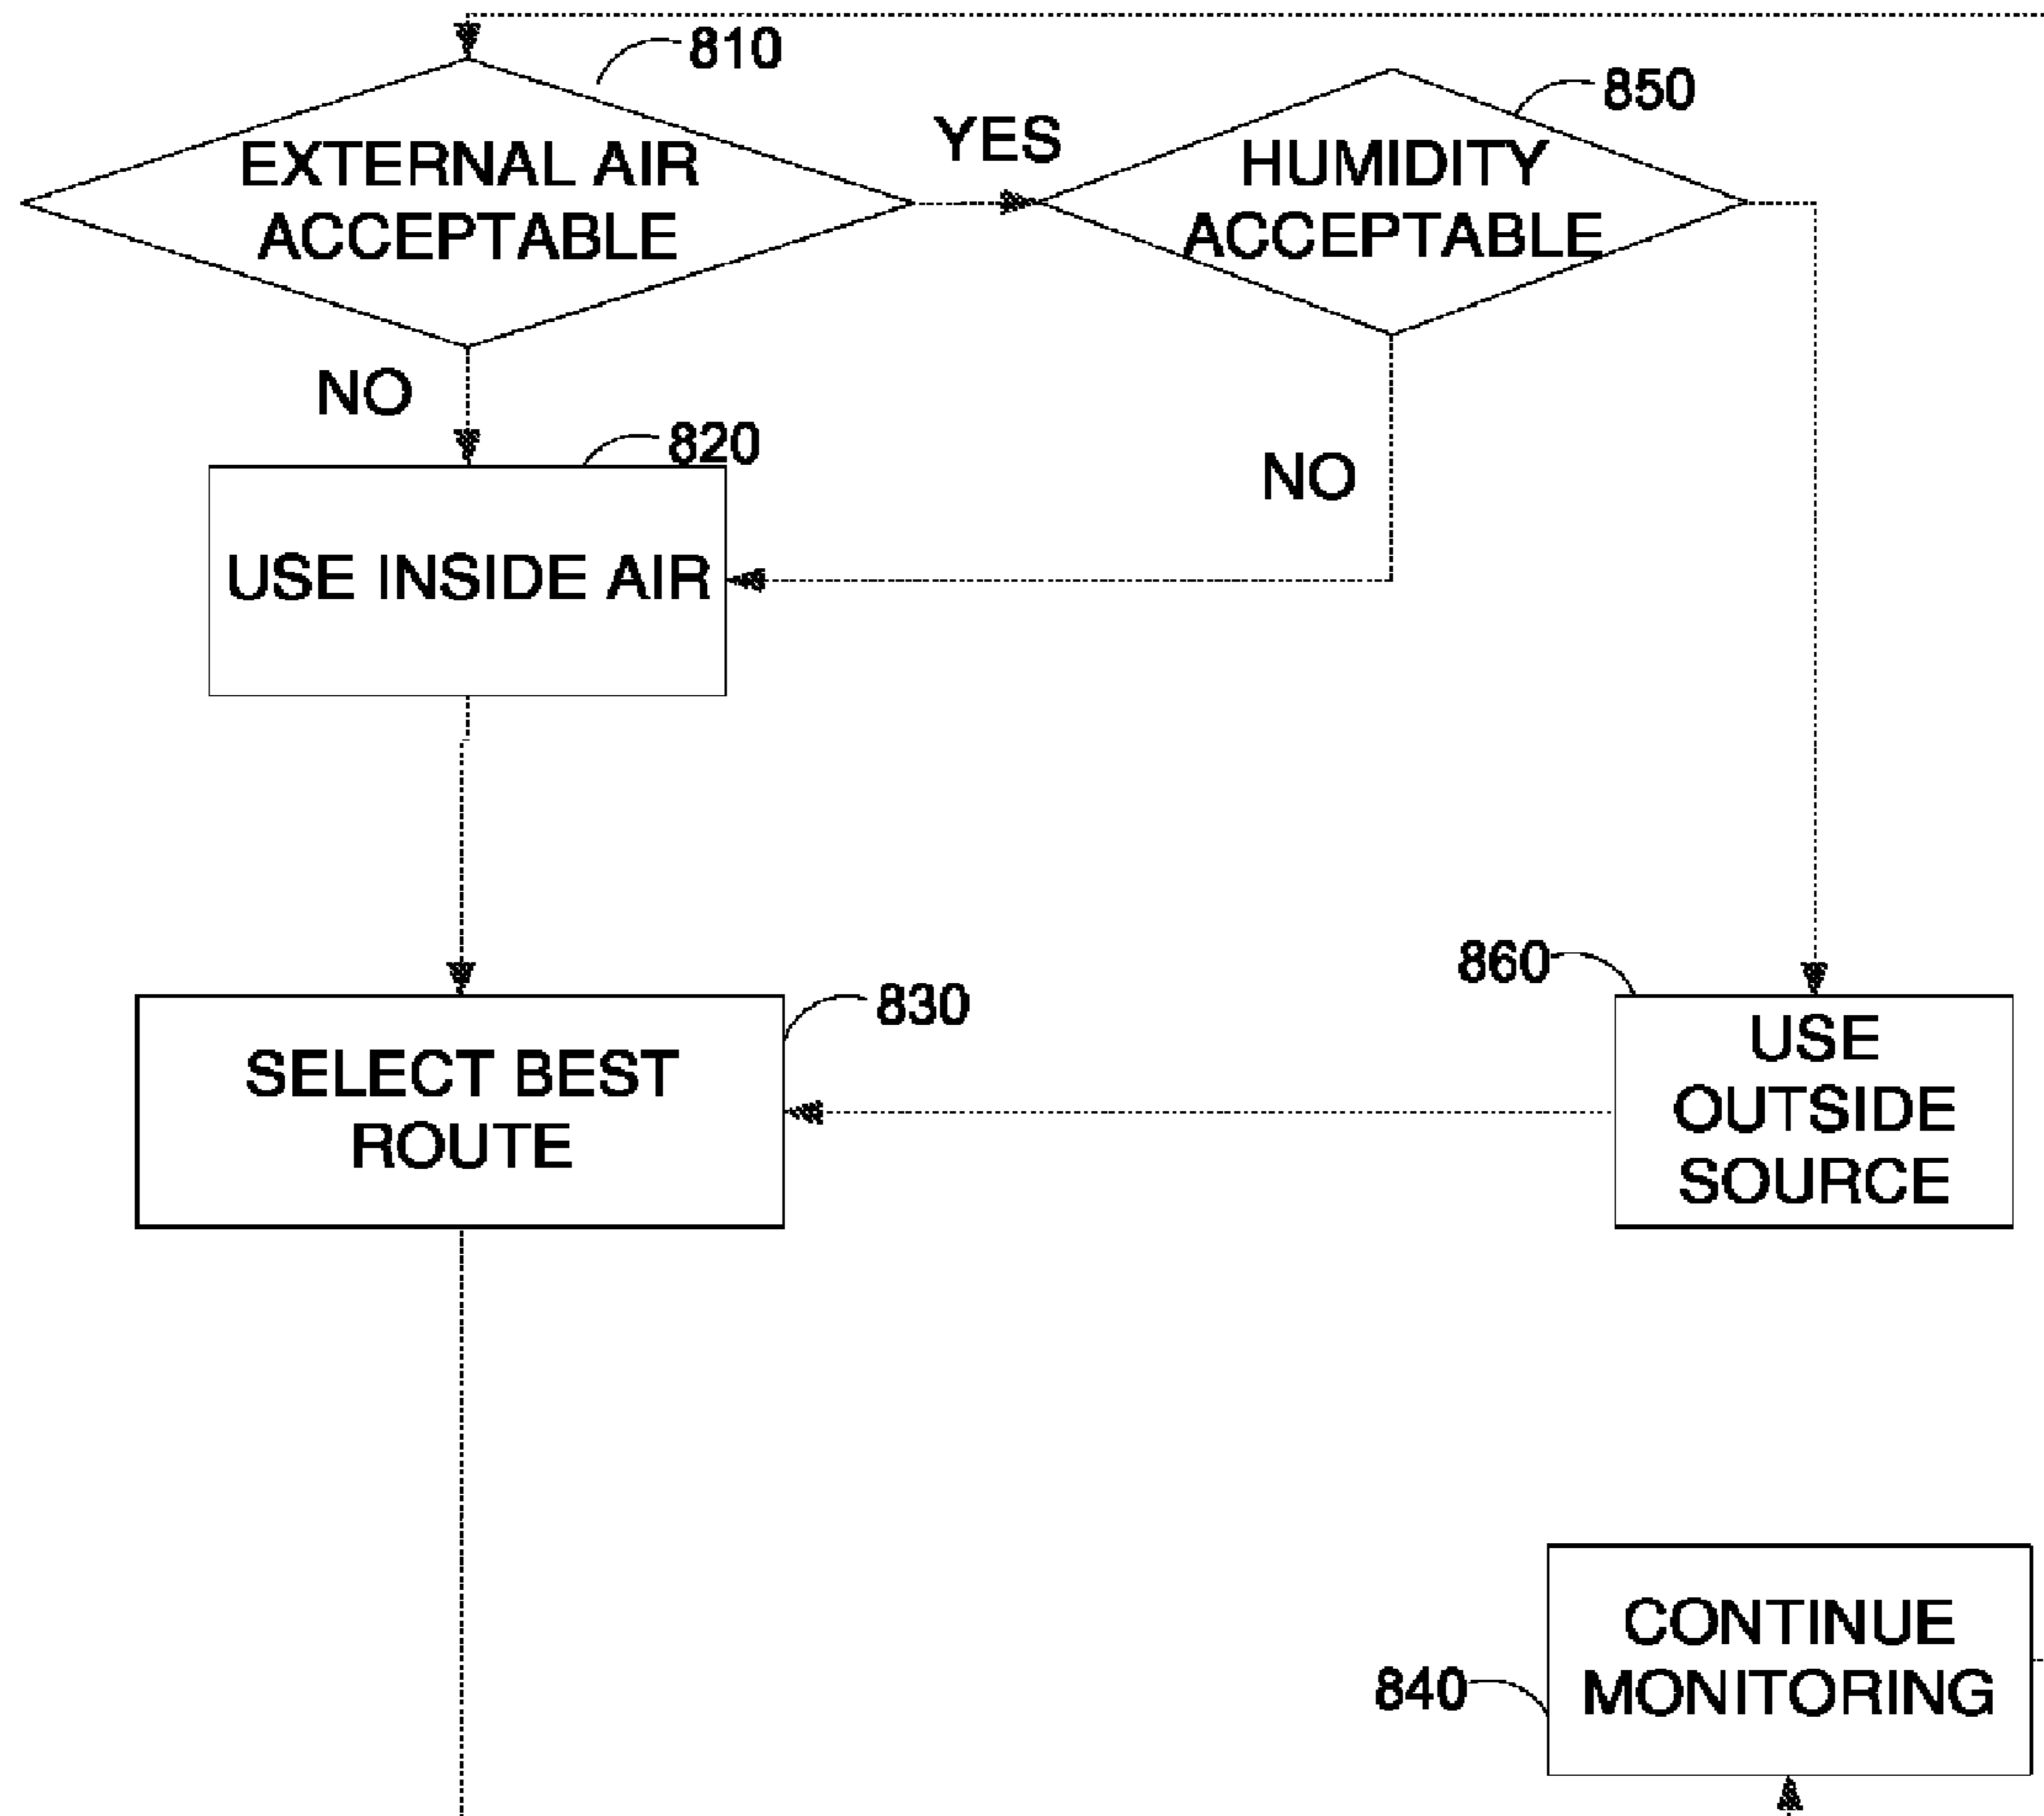 810
EXTERNAL AIR
ACCEPTABLE
YES
850
HUMIDITY
ACCEPTABLE
NO
820
USE INSIDE AIR
NO
830
SELECT BEST
ROUTE
860
USE
OUTSIDE
SOURCE
840
CONTINUE
MONITORING